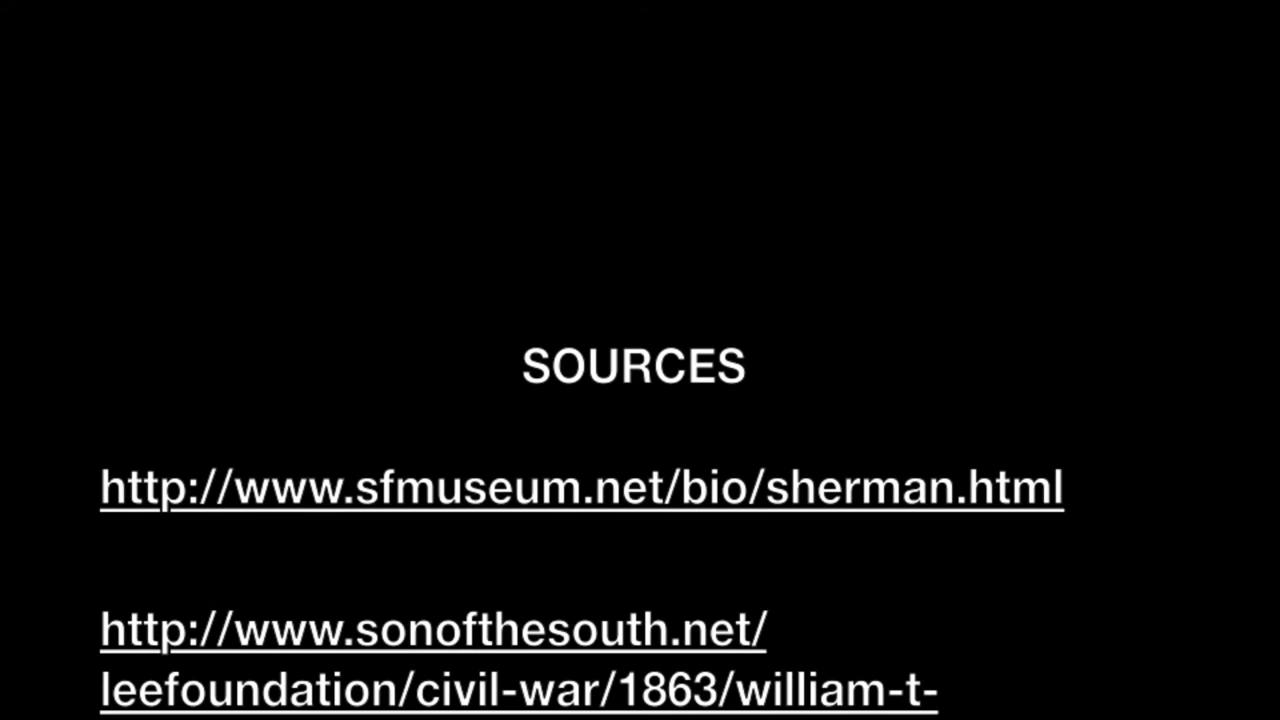 SOURCES
http://www.sfmuseum.net/bio/sherman.html
http://www.sonofthesouth.net/
leefoundation/civil-war/1863/william-t-